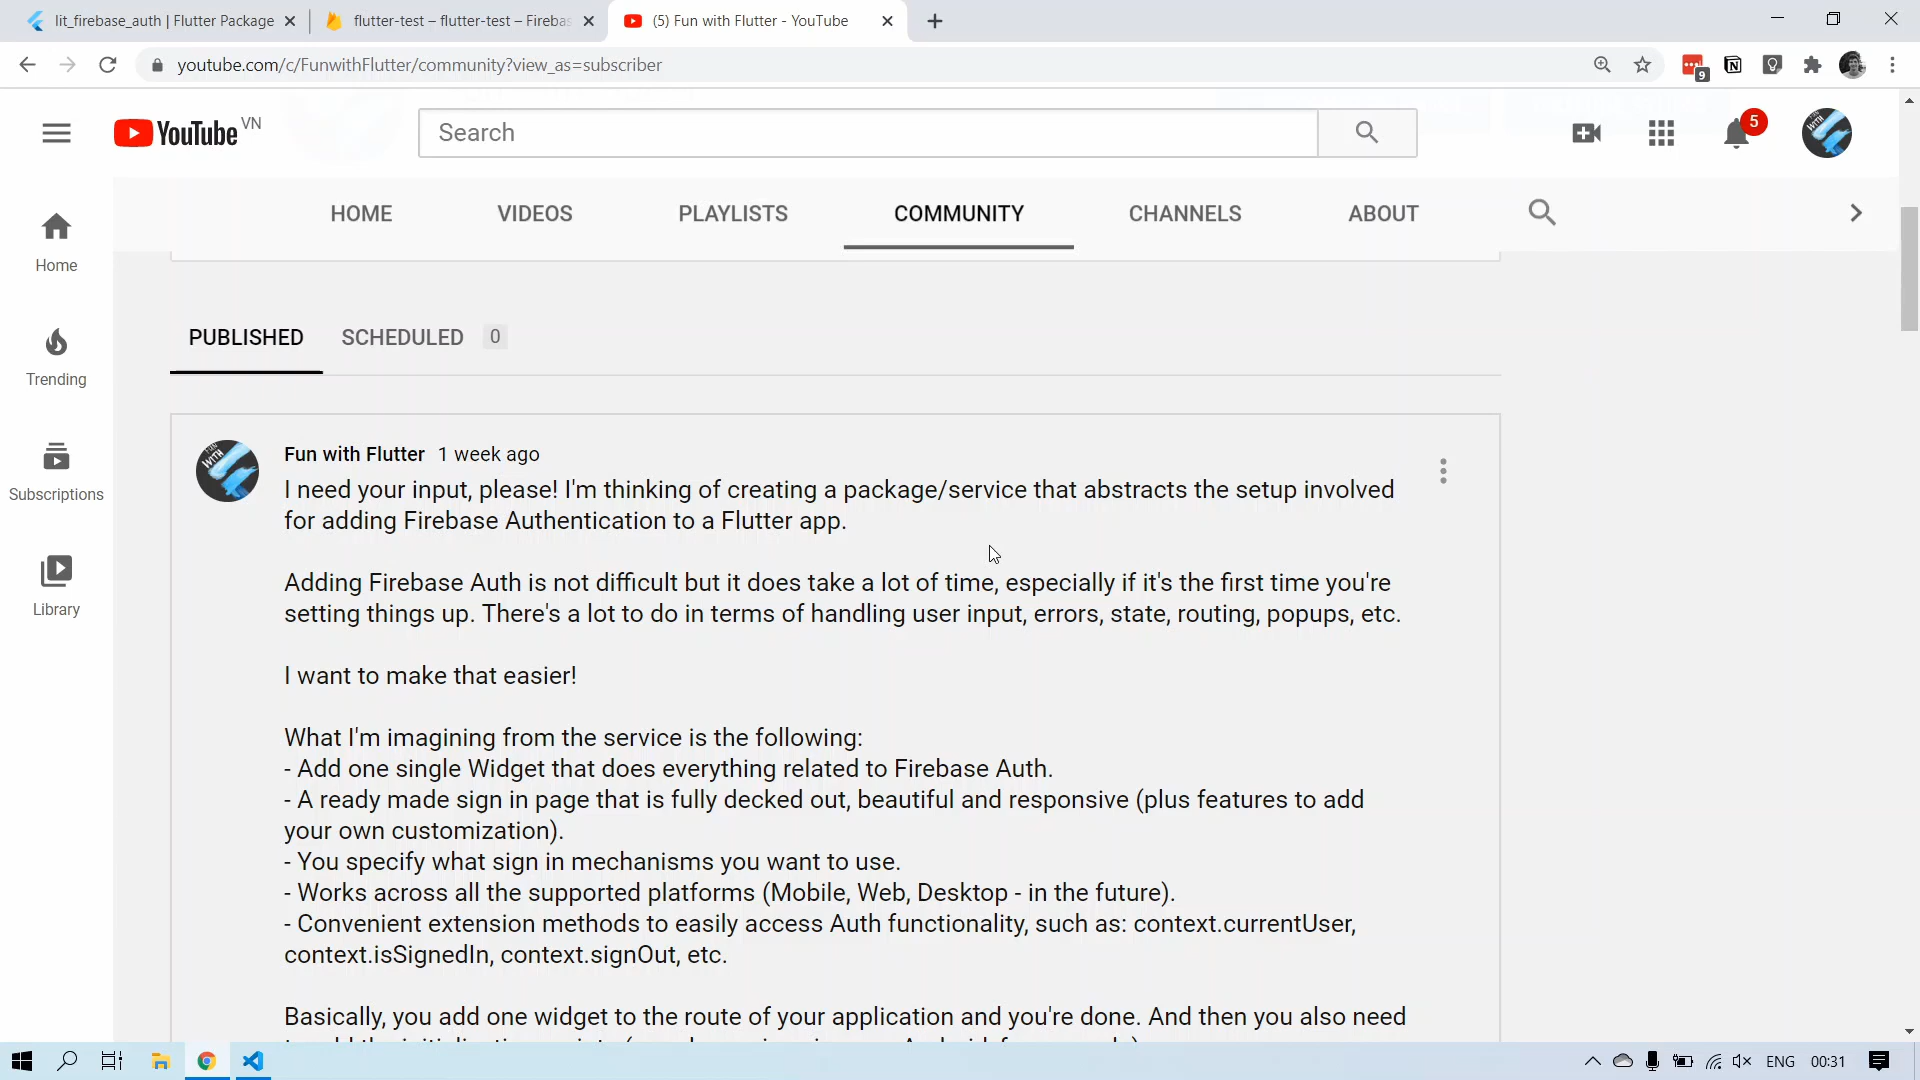 lit_firebase_auth | Flutter Package
flutter-test – flutter-test – Firebas
(5) Fun with Flutter - YouTube
youtube.com/c/FunwithFlutter/community?view_as=subscriber
9
YouTube VN
Search
5
HOME
VIDEOS
PLAYLISTS
COMMUNITY
CHANNELS
ABOUT
Home
Trending
Subscriptions
Library
PUBLISHED
SCHEDULED 0
Fun with Flutter 1 week ago
I need your input, please! I'm thinking of creating a package/service that abstracts the setup involved
for adding Firebase Authentication to a Flutter app.
Adding Firebase Auth is not difficult but it does take a lot of time, especially if it's the first time you're
setting things up. There's a lot to do in terms of handling user input, errors, state, routing, popups, etc.
I want to make that easier!
What I'm imagining from the service is the following:
- Add one single Widget that does everything related to Firebase Auth.
- A ready made sign in page that is fully decked out, beautiful and responsive (plus features to add
your own customization).
- You specify what sign in mechanisms you want to use.
- Works across all the supported platforms (Mobile, Web, Desktop - in the future).
- Convenient extension methods to easily access Auth functionality, such as: context.currentUser,
context.isSignedIn, context.signOut, etc.
Basically, you add one widget to the route of your application and you're done. And then you also need
ENG
00:31